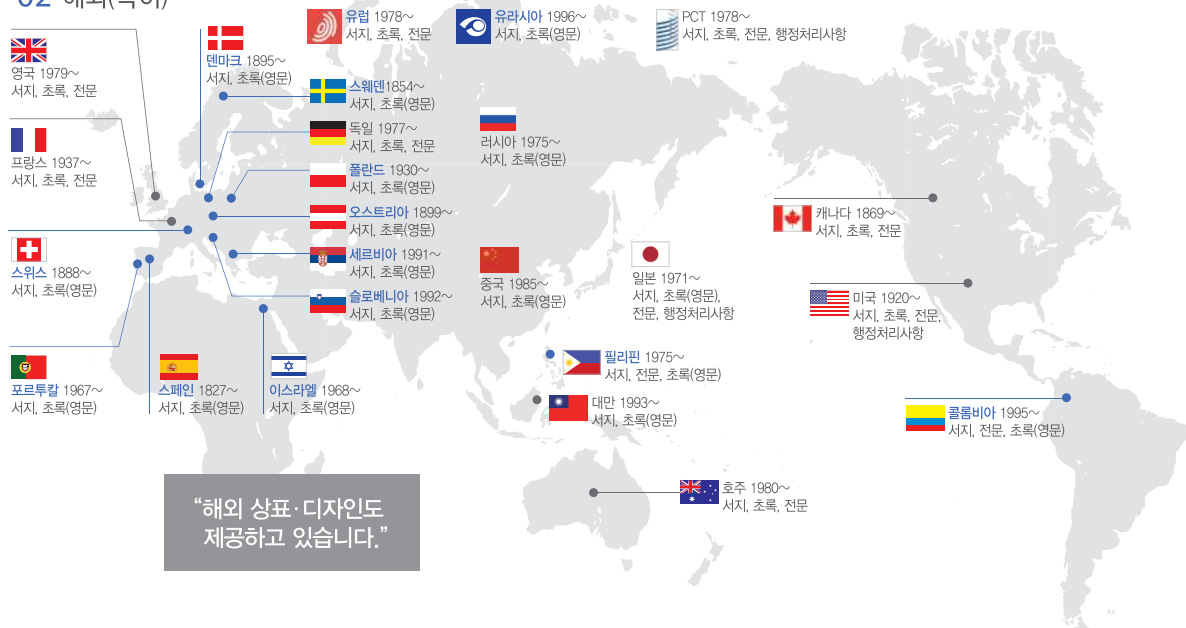 02 해외(특허)
유럽 1978~
서지, 초록, 전문
유라시아 1996~
서지, 초록(영문)
PCT 1978~
서지, 초록, 전문, 행정처리사항
영국 1979~
서지, 초록, 전문
덴마크 1895~
서지, 초록(영문)
스웨덴1854~
서지, 초록(영문)
프랑스 1937~
서지, 초록, 전문
독일 1977~
서지, 초록, 전문
러시아 1975~
서지, 초록(영문)
폴란드 1930~
서지, 초록(영문)
오스트리아 1899~
서지, 초록(영문)
캐나다 1869~
서지, 초록, 전문
스위스 1888~
서지, 초록(영문)
세르비아 1991~
서지, 초록(영문)
중국 1985~
서지, 초록(영문)
일본 1971~
서지, 초록(영문),
전문, 행정처리사항
슬로베니아 1992~
서지, 초록(영문)
미국 1920~
서지, 초록, 전문,
행정처리사항
포르투칼 1967~
서지, 초록(영문)
스페인 1827~
서지, 초록(영문)
이스라엘 1968~
서지, 초록(영문)
필리핀 1975~
서지, 전문, 초록(영문)
대만 1993~
서지, 초록(영문)
콜롬비아 1995~
서지, 전문, 초록(영문)
호주 1980~
서지, 초록, 전문
“해외 상표·디자인도
제공하고 있습니다.”